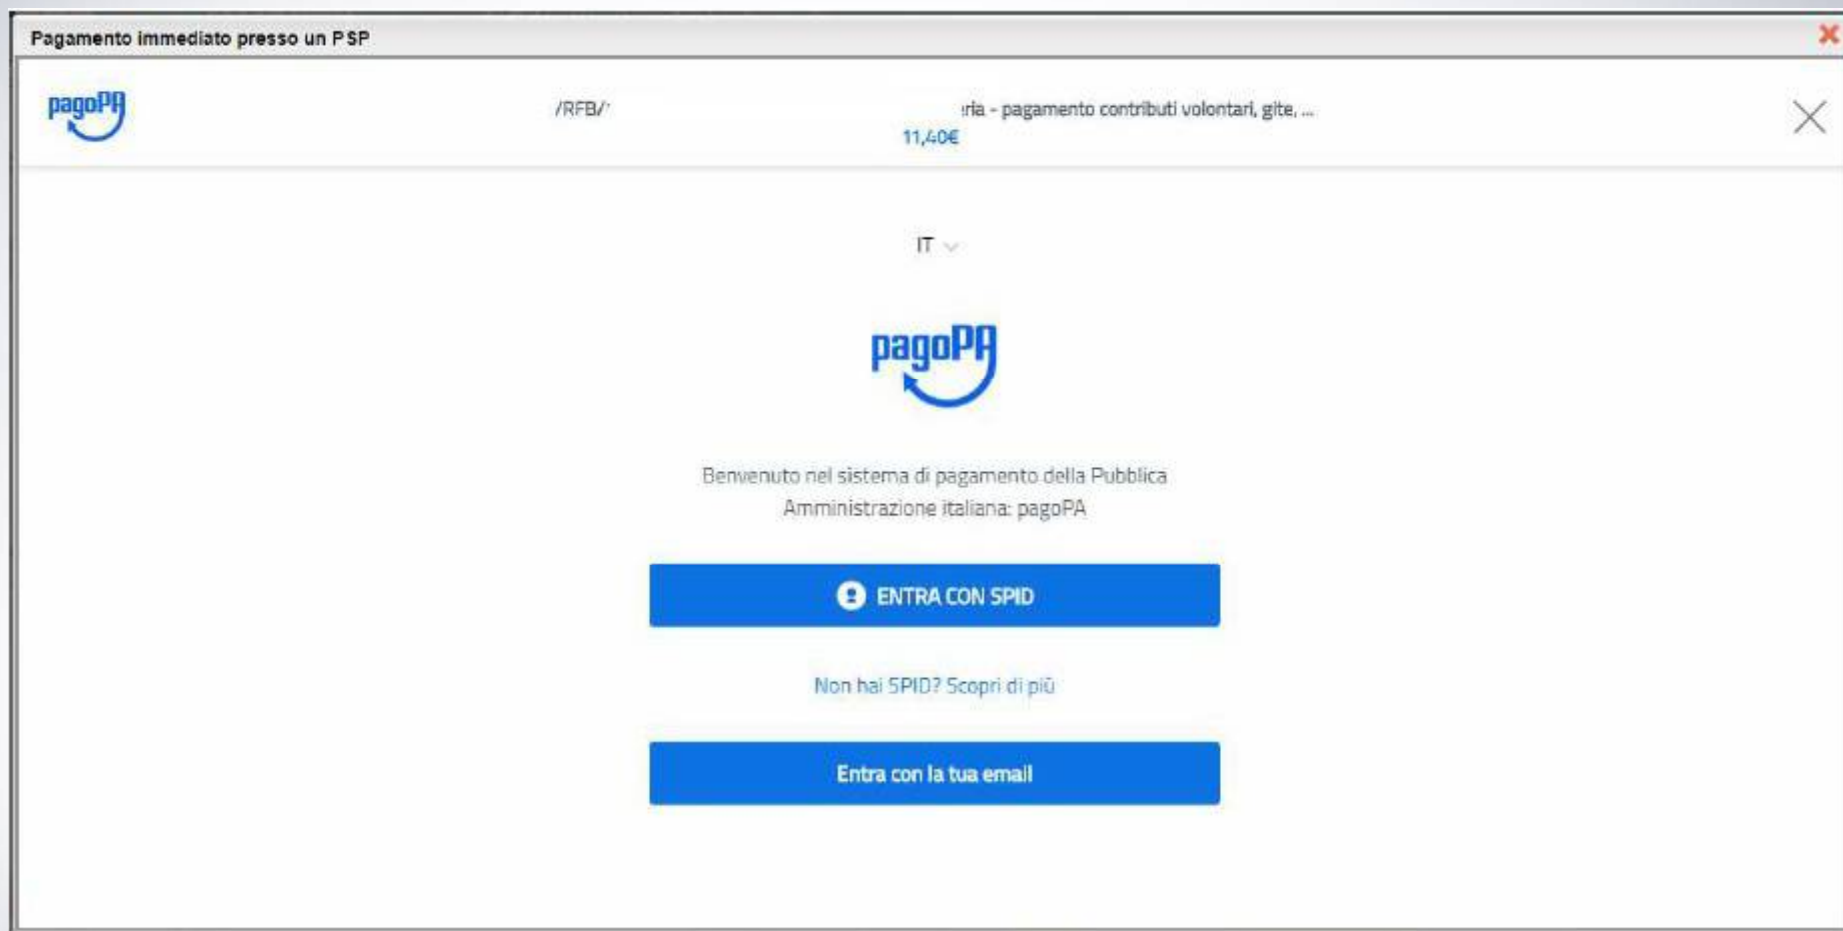 Pagamento immediato presso un PSP
pagoPA
/RFB/ - pagamento contributi volontari, gite, ...
11,40€
IT
pagoPA
Benvenuto nel sistema di pagamento della Pubblica
Amministrazione italiana: pagoPA
ENTRA CON SPID
Non hai SPID? Scopri di più
Entra con la tua email